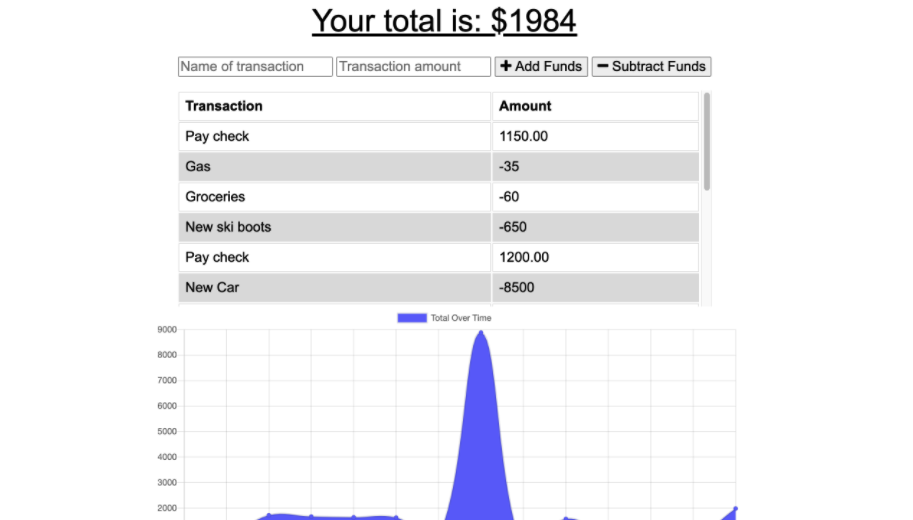 Your total is: $1984
Name of transaction Transaction amount + Add Funds − Subtract Funds
Transaction Amount
Pay check 1150.00
Gas -35
Groceries -60
New ski boots -650
Pay check 1200.00
New Car -8500
Total Over Time
9000
8000
7000
6000
5000
4000
3000
2000